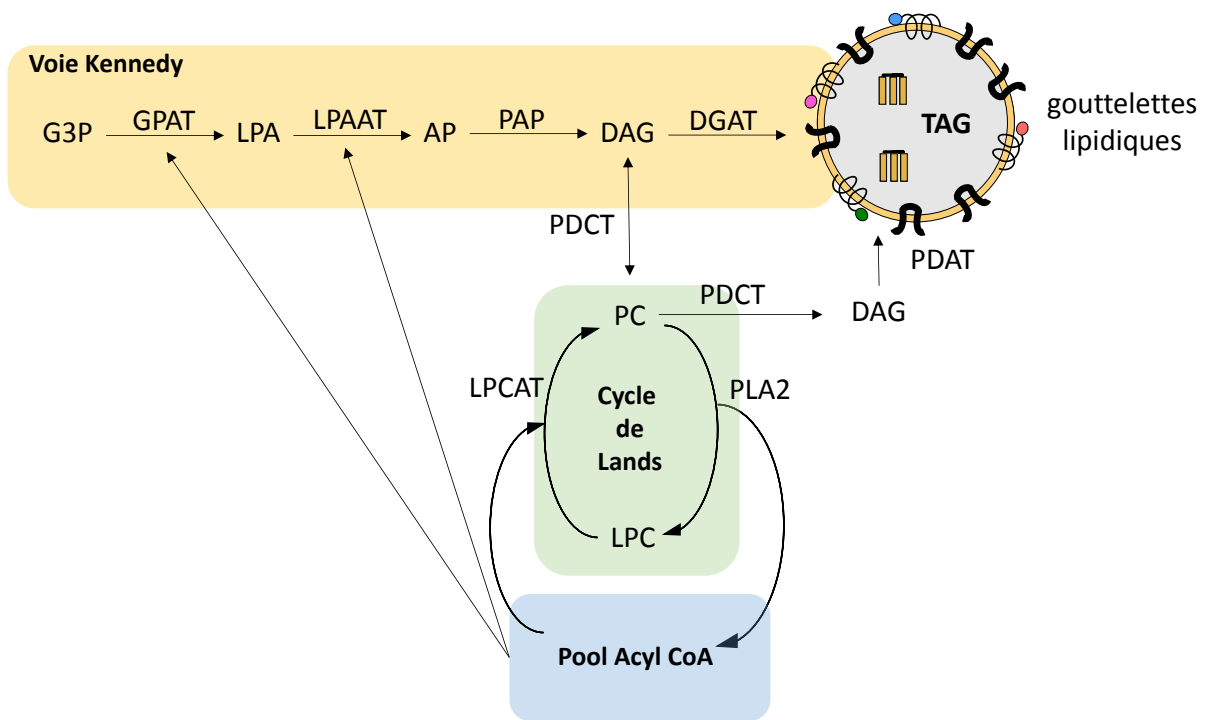 Voie Kennedy
G3P
GPAT
LPA
LPAAT
AP
PAP
DAG
DGAT
TAG
gouttelettes
lipidiques
PDCT
PDAT
PC
PDCT
DAG
LPCAT
PLA2
Cycle
de
Lands
LPC
Pool Acyl CoA